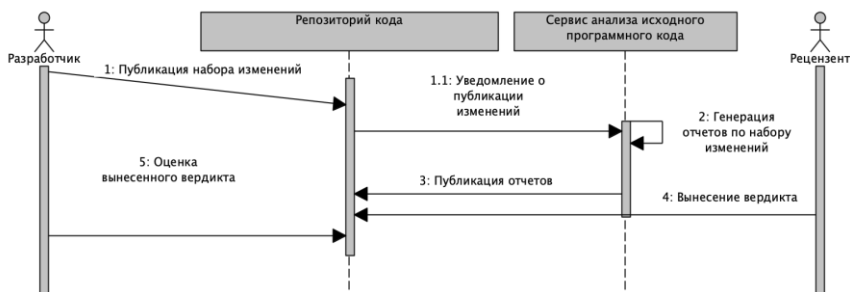 Репозиторий кода
Сервис анализа исходного
программного кода
Разработчик
Рецензент
1: Публикация набора изменений
1.1: Уведомление о
публикации
изменений
2: Генерация
отчетов по набору
изменений
5: Оценка
вынесенного вердикта
3: Публикация отчетов
4: Вынесение вердикта